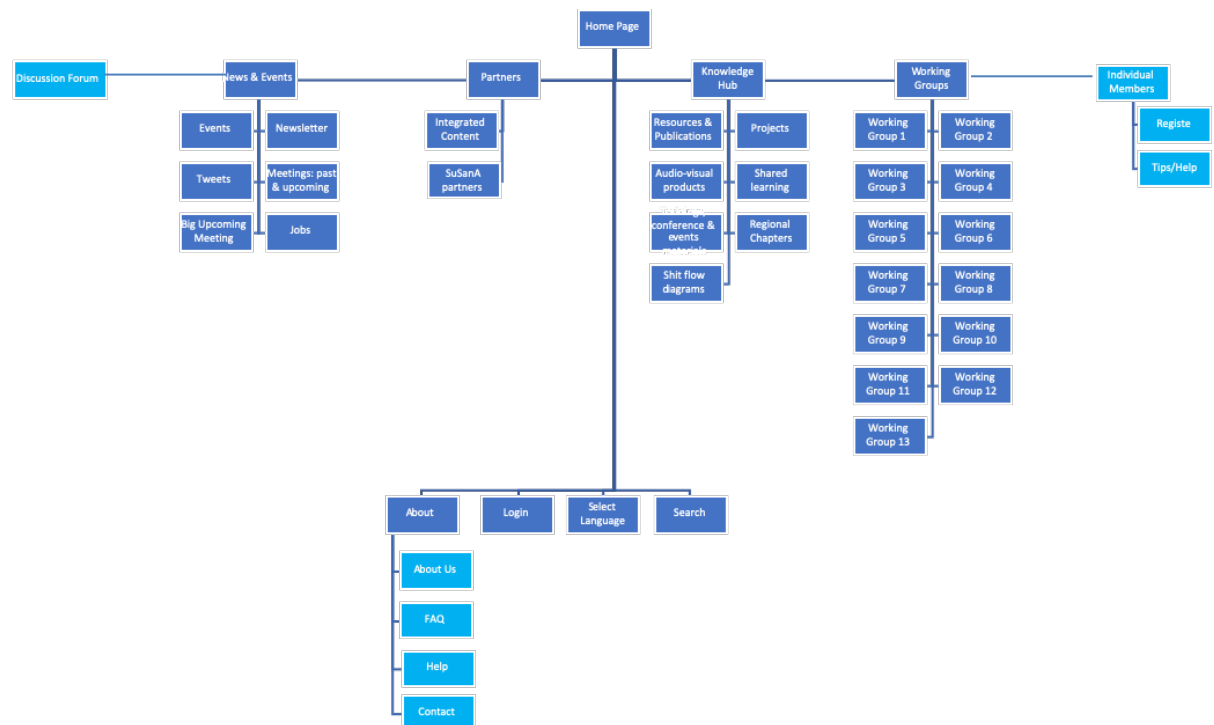 Home Page
Discussion Forum
News & Events
Partners
Knowledge
Hub
Working
Groups
Individual
Members
Events
Newsletter
Tweets
Meetings: past
& upcoming
Big Upcoming
Meeting
Jobs
Integrated
Content
SuSanA
partners
Resources &
Publications
Projects
Audio-visual
products
Shared
learning
conference &
events
materials
Regional
Chapters
Shit flow
diagrams
Working
Group 1
Working
Group 2
Working
Group 3
Working
Group 4
Working
Group 5
Working
Group 6
Working
Group 7
Working
Group 8
Working
Group 9
Working
Group 10
Working
Group 11
Working
Group 12
Working
Group 13
Registe
Tips/Help
About
Login
Select
Language
Search
About Us
FAQ
Help
Contact